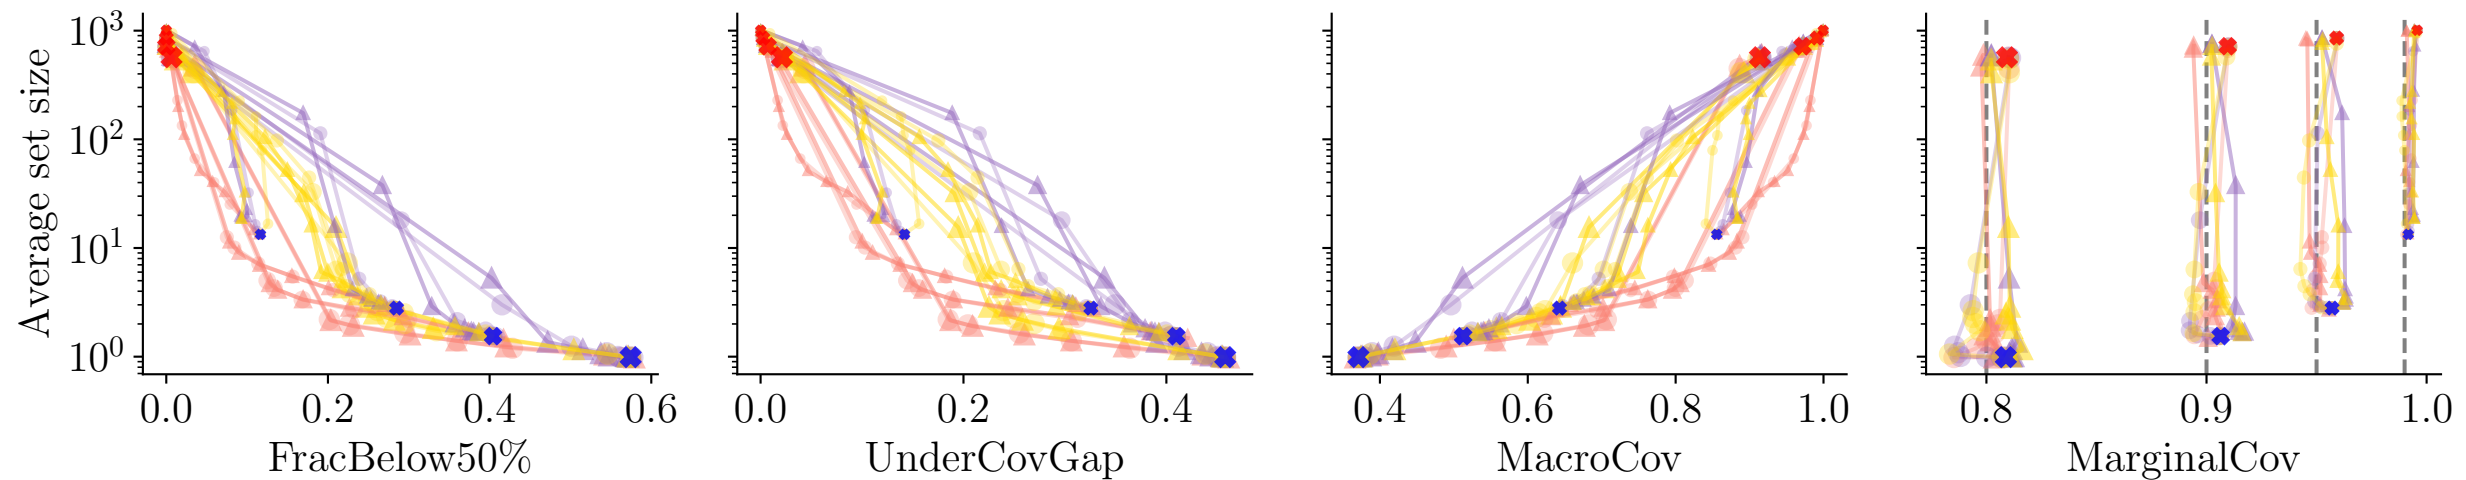 Average set size
10³
10²
10¹
10⁰
0.0 0.2 0.4 0.6
FracBelow50%
0.0 0.2 0.4
UnderCovGap
0.4 0.6 0.8 1.0
MacroCov
0.8 0.9 1.0
MarginalCov